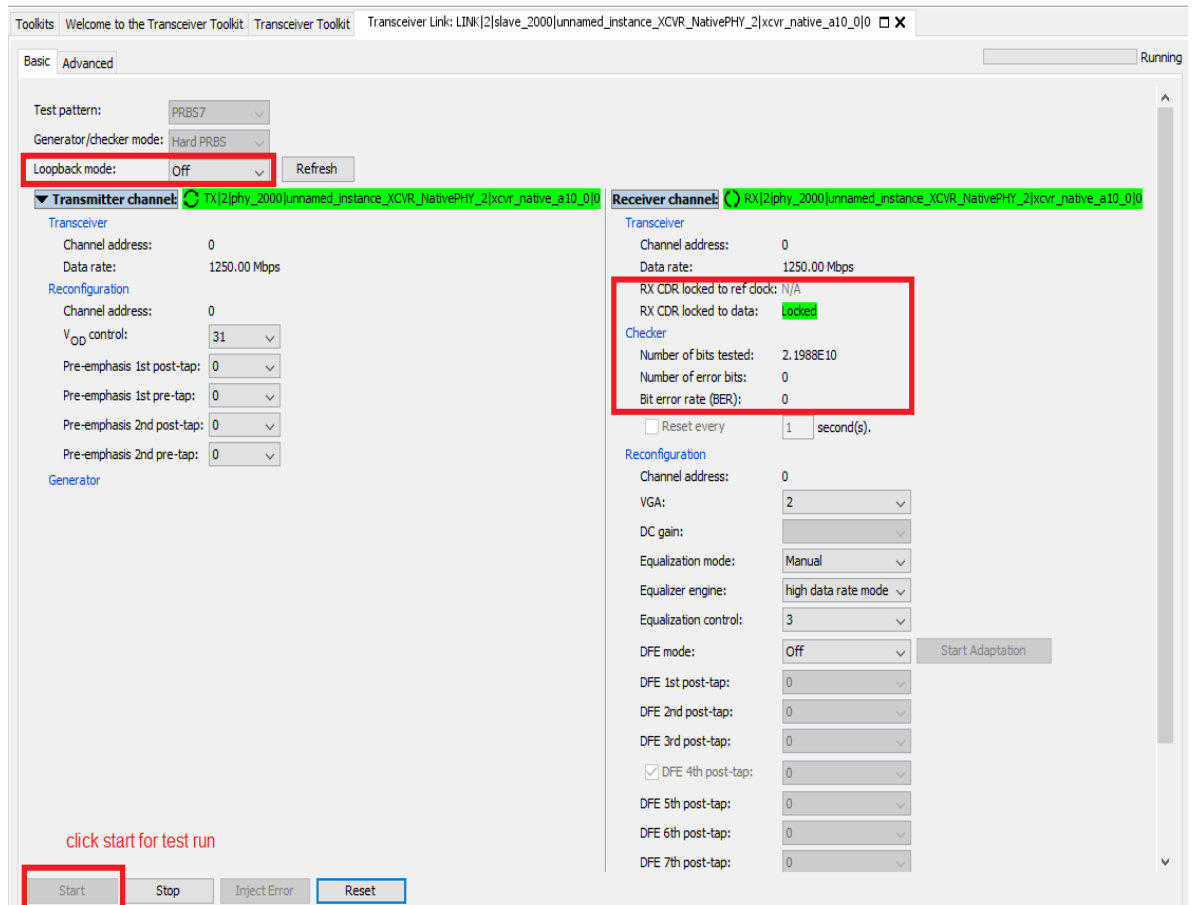 Toolkits Welcome to the Transceiver Toolkit Transceiver Toolkit Transceiver Link: LINK|2|slave_2000|unnamed_instance_XCVR_NativePHY_2|xcvr_native_a10_0|0
Basic Advanced
Running
Test pattern: PRBS7
Generator/checker mode: Hard PRBS
Loopback mode: Off Refresh
Transmitter channel: TX|2|phy_2000|unnamed_instance_XCVR_NativePHY_2|xcvr_native_a10_0|0
Transceiver
Channel address: 0
Data rate: 1250.00 Mbps
Reconfiguration
Channel address: 0
VOD control: 31
Pre-emphasis 1st post-tap: 0
Pre-emphasis 1st pre-tap: 0
Pre-emphasis 2nd post-tap: 0
Pre-emphasis 2nd pre-tap: 0
Generator
Receiver channel: RX|2|phy_2000|unnamed_instance_XCVR_NativePHY_2|xcvr_native_a10_0|0
Transceiver
Channel address: 0
Data rate: 1250.00 Mbps
RX CDR locked to ref clock: N/A
RX CDR locked to data: Locked
Checker
Number of bits tested: 2.1988E10
Number of error bits: 0
Bit error rate (BER): 0
Reset every 1 second(s).
Reconfiguration
Channel address: 0
VGA: 2
DC gain:
Equalization mode: Manual
Equalizer engine: high data rate mode
Equalization control: 3
DFE mode: Off Start Adaptation
DFE 1st post-tap: 0
DFE 2nd post-tap: 0
DFE 3rd post-tap: 0
DFE 4th post-tap: 0
DFE 5th post-tap: 0
DFE 6th post-tap: 0
DFE 7th post-tap: 0
click start for test run
Start Stop Inject Error Reset